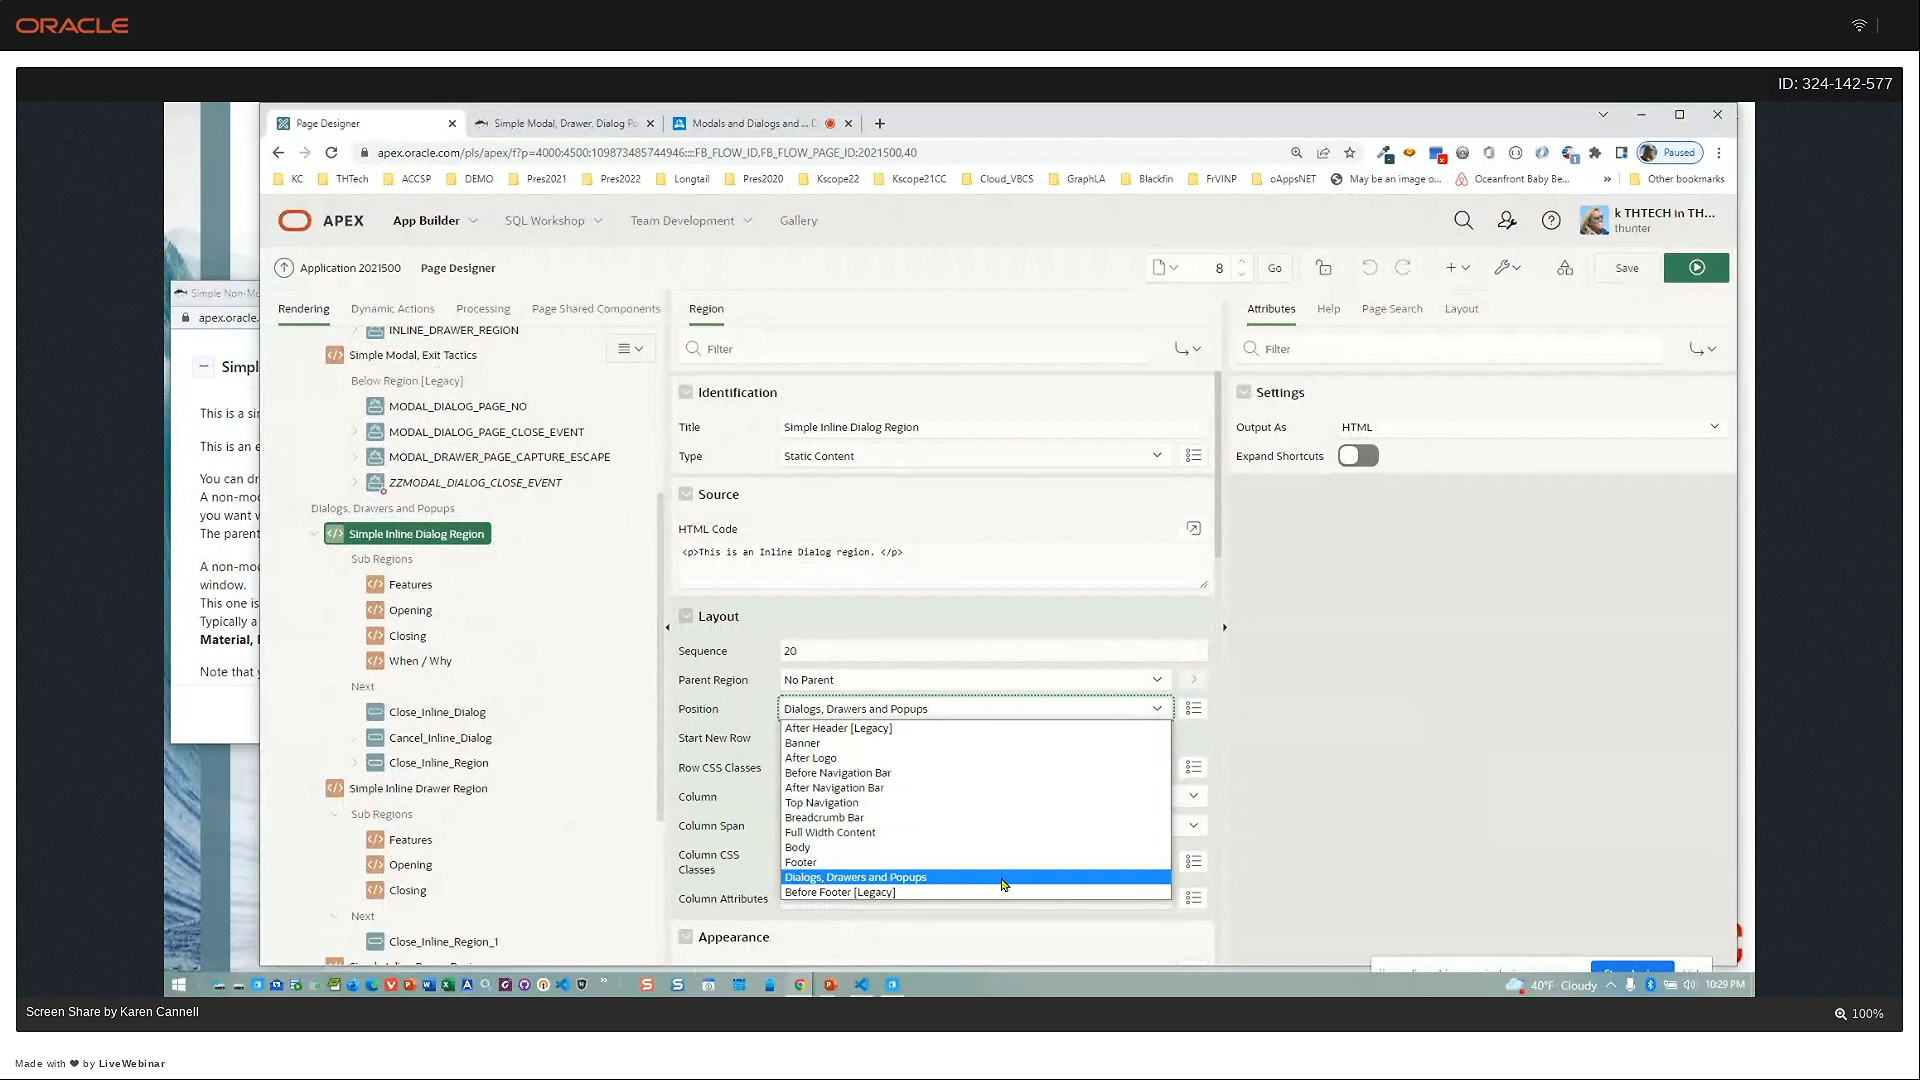 ORACLE
ID: 324-142-577
Page Designer
Simple Modal, Drawer, Dialog Po
Modals and Dialogs and ...
apex.oracle.com/pls/apex/f?p=4000:4500:109873485744946::::FB_FLOW_ID,FB_FLOW_PAGE_ID:2021500,40
Paused
KC
THTech
ACCSP
DEMO
Pres2021
Pres2022
Longtail
Pres2020
Kscope22
Kscope21CC
Cloud_VBCS
GraphLA
Blackfin
FrVINP
oAppsNET
May be an image o...
Oceanfront Baby Be...
»
Other bookmarks
APEX
App Builder
SQL Workshop
Team Development
Gallery
k THTECH in TH...
thunter
Application 2021500
Page Designer
8
Go
Save
Rendering
Dynamic Actions
Processing
Page Shared Components
Region
Attributes
Help
Page Search
Layout
Simple Non-Mo
apex.oracle.
Simpl
This is a si
This is an e
You can dr
A non-mod
you want w
The parent
A non-mod
window.
This one is
Typically a
Material, I
Note that y
INLINE_DRAWER_REGION
Simple Modal, Exit Tactics
Below Region [Legacy]
MODAL_DIALOG_PAGE_NO
MODAL_DIALOG_PAGE_CLOSE_EVENT
MODAL_DRAWER_PAGE_CAPTURE_ESCAPE
ZZMODAL_DIALOG_CLOSE_EVENT
Dialogs, Drawers and Popups
Simple Inline Dialog Region
Sub Regions
Features
Opening
Closing
When / Why
Next
Close_Inline_Dialog
Cancel_Inline_Dialog
Close_Inline_Region
Simple Inline Drawer Region
Sub Regions
Features
Opening
Closing
Next
Close_Inline_Region_1
Filter
Identification
Title
Simple Inline Dialog Region
Type
Static Content
Source
HTML Code
<p>This is an Inline Dialog region. </p>
Layout
Sequence
20
Parent Region
No Parent
Position
Dialogs, Drawers and Popups
Start New Row
Row CSS Classes
Column
Column Span
Column CSS
Classes
Column Attributes
After Header [Legacy]
Banner
After Logo
Before Navigation Bar
After Navigation Bar
Top Navigation
Breadcrumb Bar
Full Width Content
Body
Footer
Dialogs, Drawers and Popups
Before Footer [Legacy]
Appearance
Filter
Settings
Output As
HTML
Expand Shortcuts
40°F Cloudy
10:29 PM
Screen Share by Karen Cannell
100%
Made with ❤ by LiveWebinar